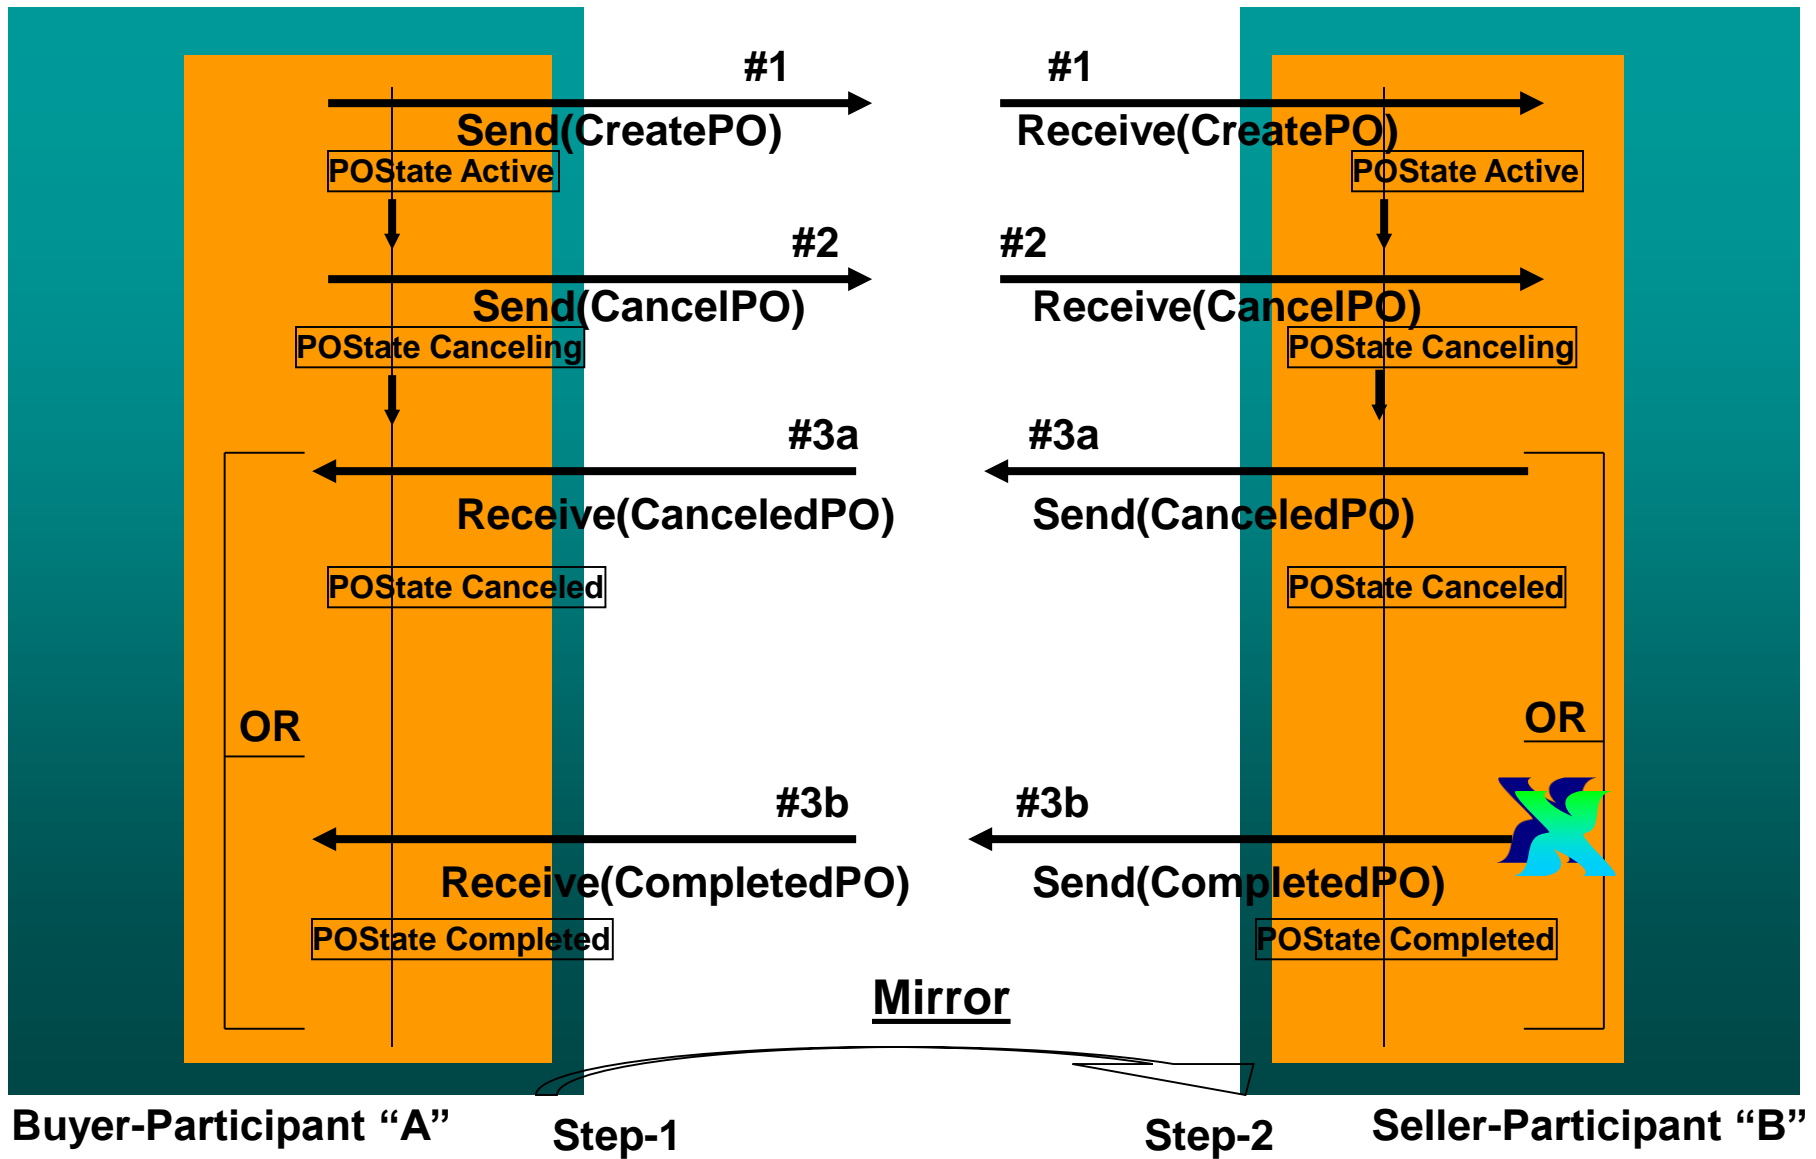 #1 #1
Send(CreatePO) Receive(CreatePO)
POState Active POState Active
#2 #2
Send(CancelPO) Receive(CancelPO)
POState Canceling POState Canceling
#3a #3a
Receive(CanceledPO) Send(CanceledPO)
POState Canceled POState Canceled
OR OR
#3b #3b
Receive(CompletedPO) Send(CompletedPO)
POState Completed POState Completed
Mirror
Buyer-Participant “A” Step-1 Step-2 Seller-Participant “B”